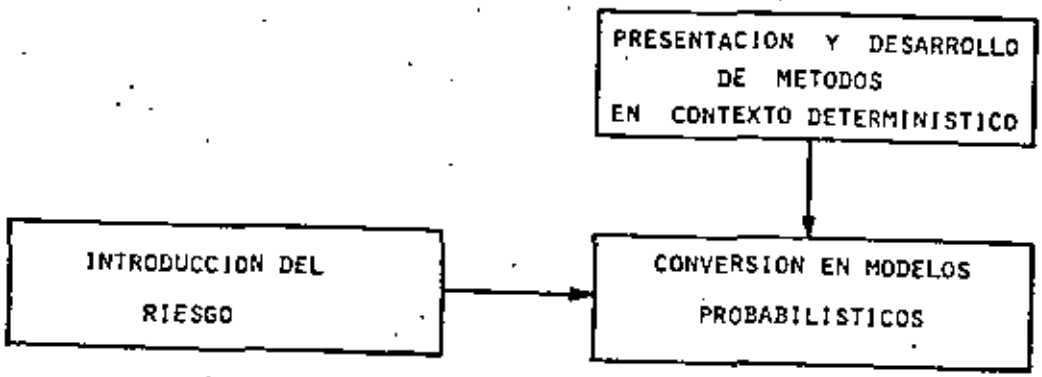 PRESENTACION Y DESARROLLO
DE METODOS
EN CONTEXTO DETERMINISTICO
INTRODUCCION DEL
RIESGO
CONVERSION EN MODELOS
PROBABILISTICOS